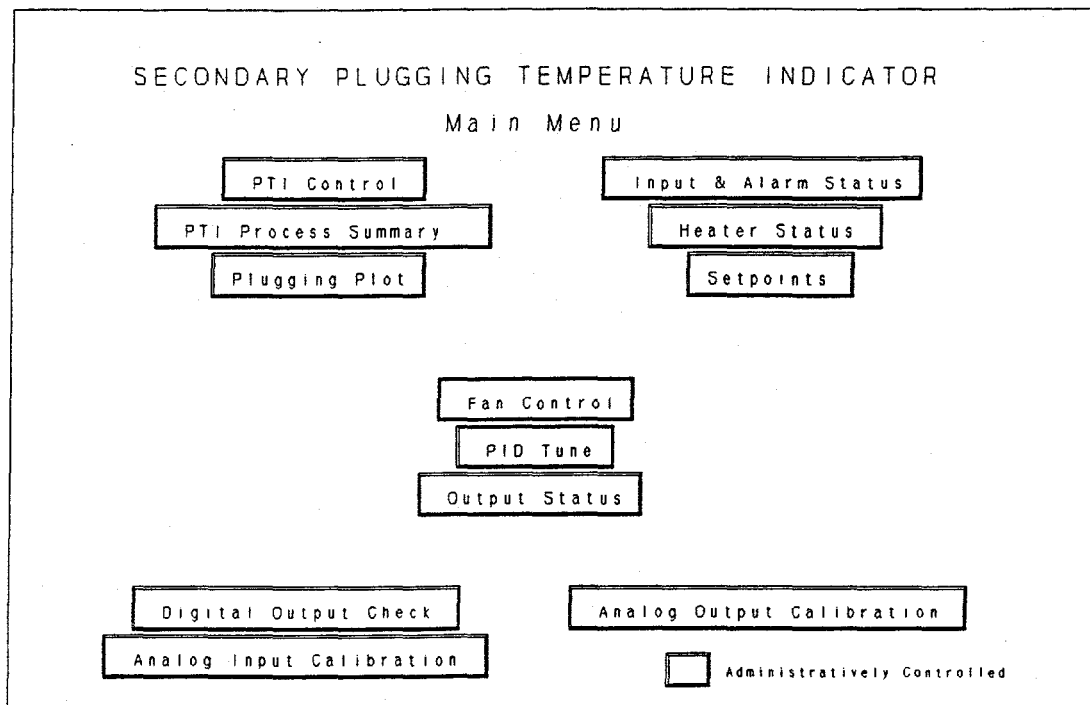 SECONDARY PLUGGING TEMPERATURE INDICATOR
Main Menu
PTI Control
PTI Process Summary
Plugging Plot
Input & Alarm Status
Heater Status
Setpoints
Fan Control
PID Tune
Output Status
Digital Output Check
Analog Input Calibration
Analog Output Calibration
Administratively Controlled